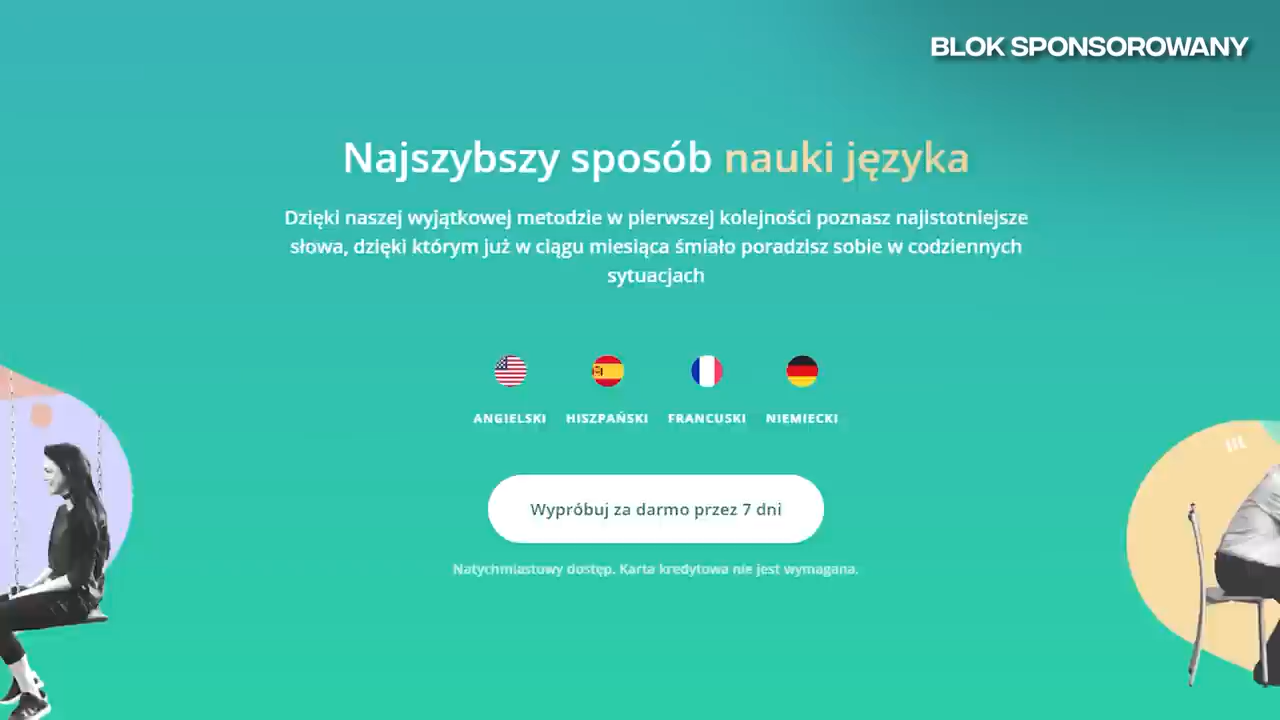 BLOK SPONSOROWANY
Najszybszy sposób nauki języka
Dzięki naszej wyjątkowej metodzie w pierwszej kolejności poznasz najistotniejsze
słowa, dzięki którym już w ciągu miesiąca śmiało poradzisz sobie w codziennych
sytuacjach
ANGIELSKI HISZPAŃSKI FRANCUSKI NIEMIECKI
Wypróbuj za darmo przez 7 dni
Natychmiastowy dostęp. Karta kredytowa nie jest wymagana.